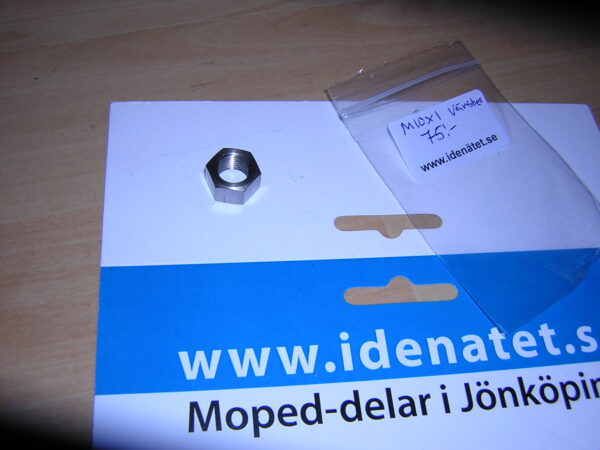 M10x1 Vänster
75:-
www.idenätet.se
www.idenatet.s
Moped-delar i Jönköpin